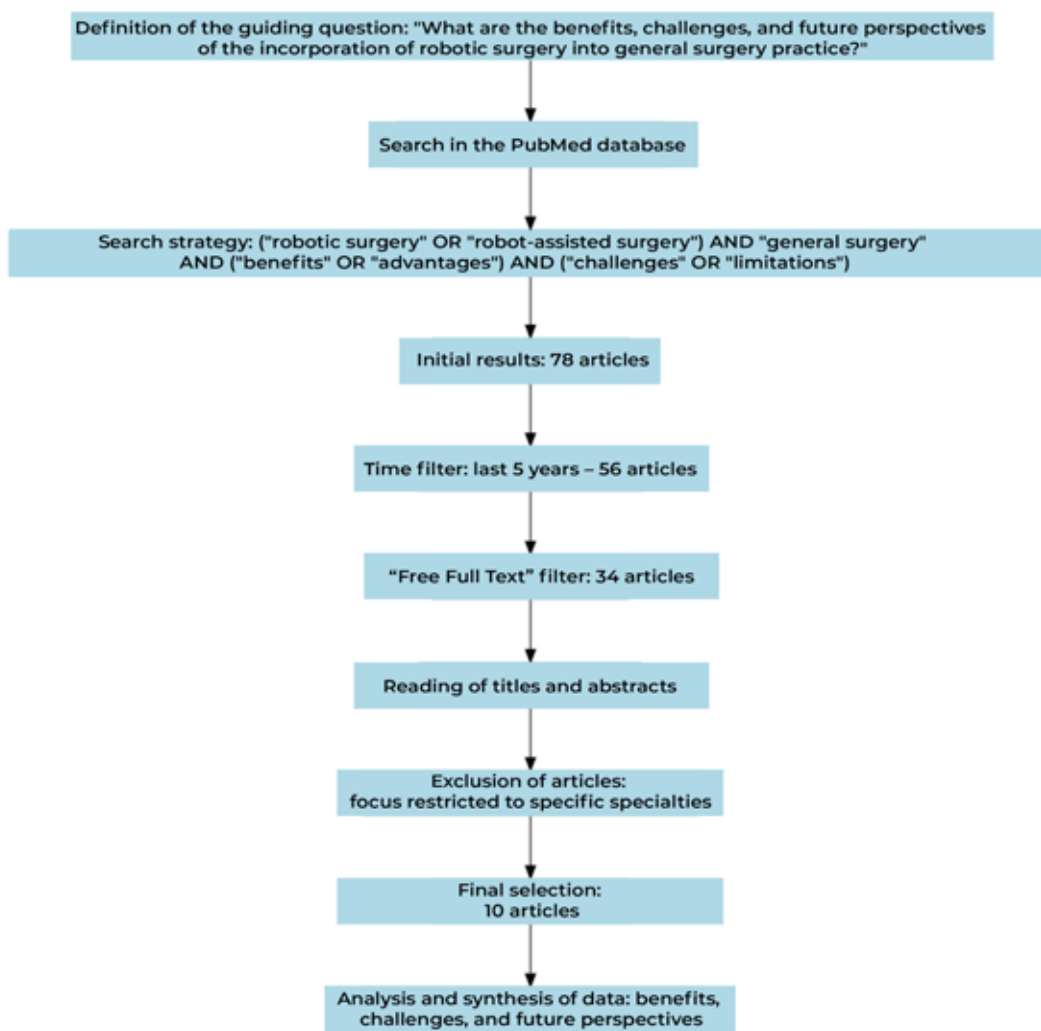 Definition of the guiding question: "What are the benefits, challenges, and future perspectives
of the incorporation of robotic surgery into general surgery practice?"
Search in the PubMed database
Search strategy: ("robotic surgery" OR "robot-assisted surgery") AND "general surgery"
AND ("benefits" OR "advantages") AND ("challenges" OR "limitations")
Initial results: 78 articles
Time filter: last 5 years – 56 articles
“Free Full Text” filter: 34 articles
Reading of titles and abstracts
Exclusion of articles:
focus restricted to specific specialties
Final selection:
10 articles
Analysis and synthesis of data: benefits,
challenges, and future perspectives